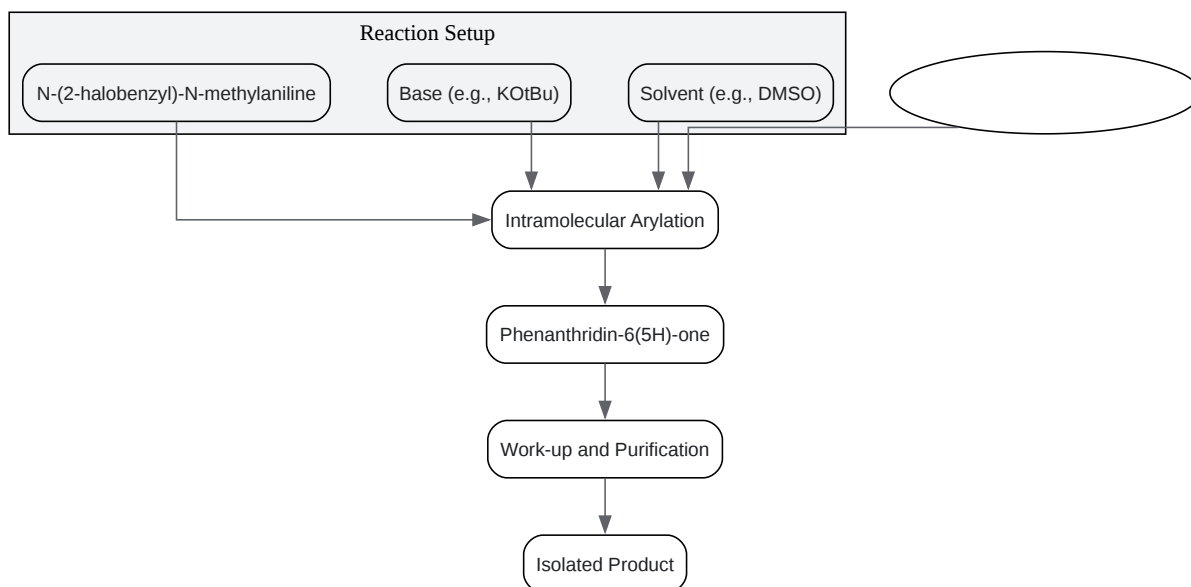 Reaction Setup
N-(2-halobenzyl)-N-methylaniline
Base (e.g., KOtBu)
Solvent (e.g., DMSO)
Intramolecular Arylation
Phenanthridin-6(5H)-one
Work-up and Purification
Isolated Product